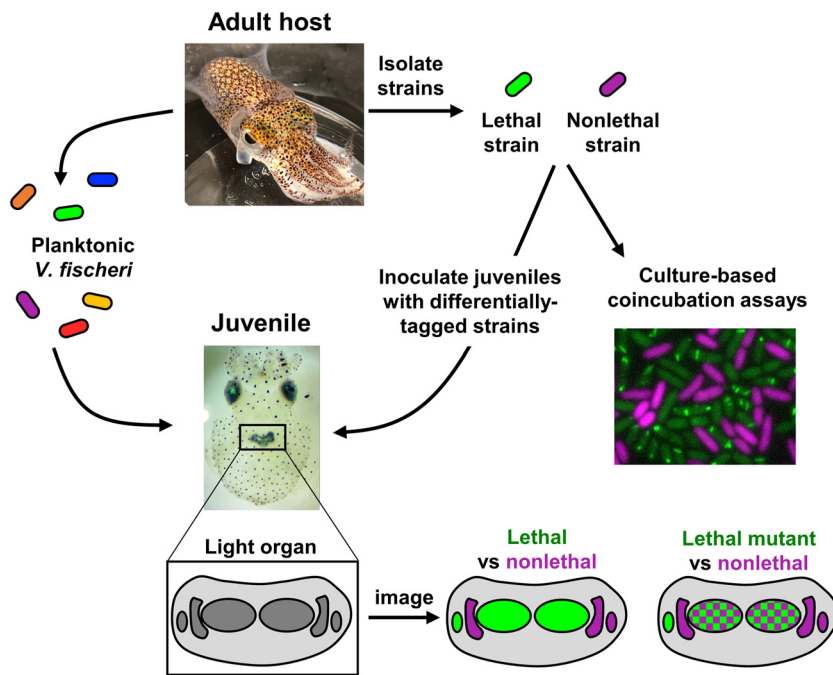 Adult host
Isolate
strains
Lethal
strain
Nonlethal
strain
Planktonic
V. fischeri
Inoculate juveniles
with differentially-
tagged strains
Culture-based
coincubation assays
Juvenile
Light organ
image
Lethal
vs nonlethal
Lethal mutant
vs nonlethal